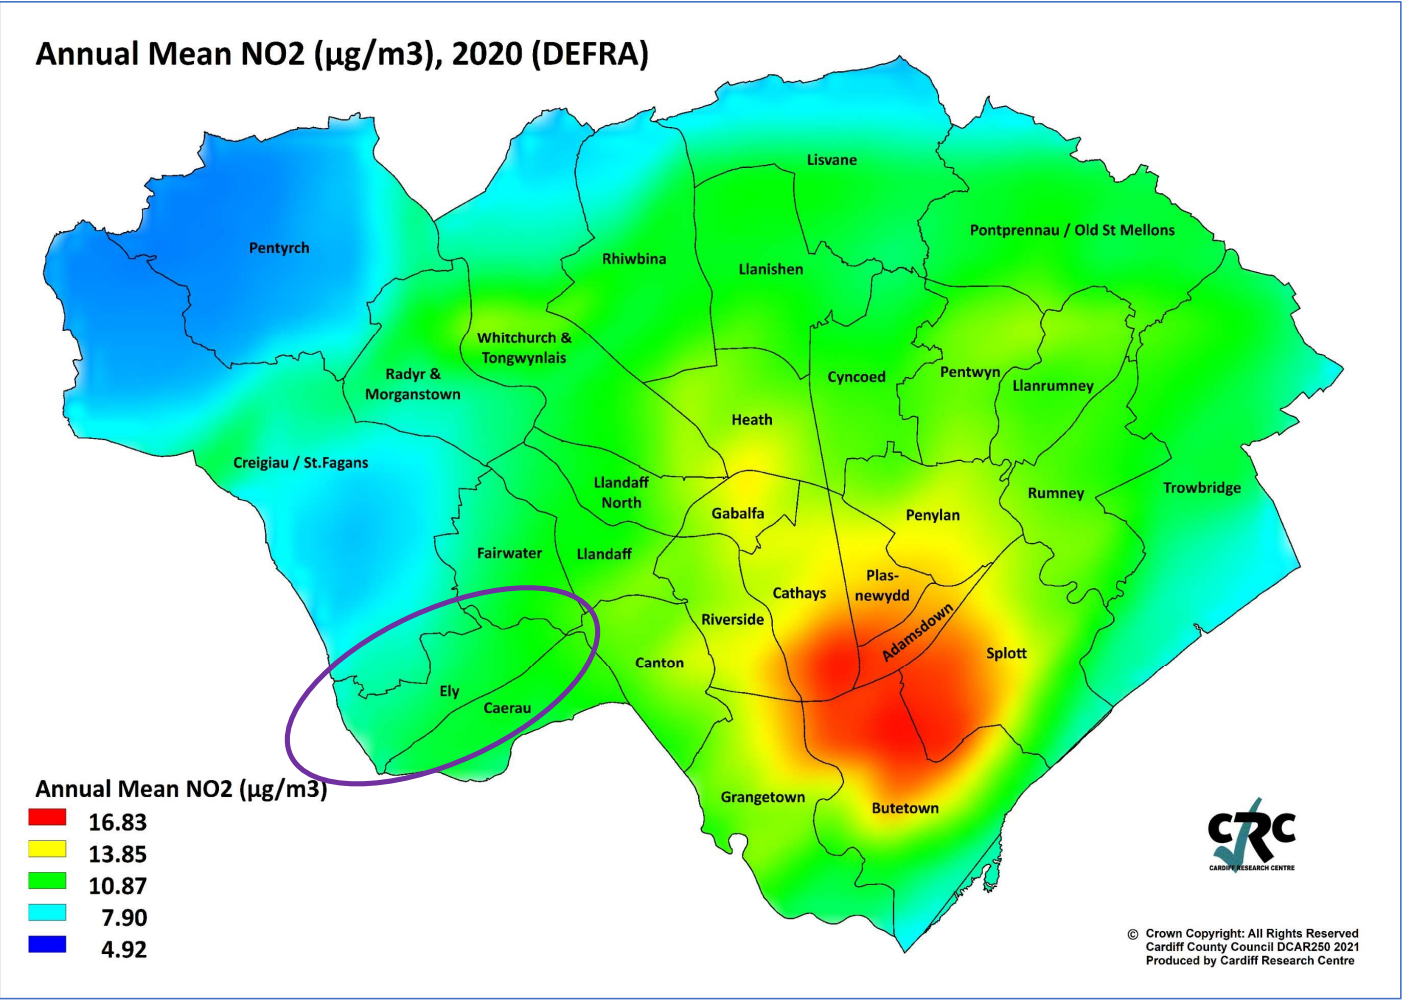 Annual Mean NO2 (µg/m3), 2020 (DEFRA)
Lisvane
Pontprennau / Old St Mellons
Pentyrch
Rhiwbina
Llanishen
Whitchurch &
Tongwynlais
Radyr &
Morganstown
Cyncoed
Pentwyn
Llanrumney
Heath
Creigiau / St.Fagans
Llandaff
North
Rumney
Trowbridge
Gabalfa
Penylan
Fairwater
Llandaff
Plas-
newydd
Cathays
Riverside
Adamsdown
Splott
Canton
Ely
Caerau
Grangetown
Butetown
Annual Mean NO2 (µg/m3)
16.83
13.85
10.87
7.90
4.92
CRC
CARDIFF RESEARCH CENTRE
© Crown Copyright: All Rights Reserved
Cardiff County Council DCAR250 2021
Produced by Cardiff Research Centre